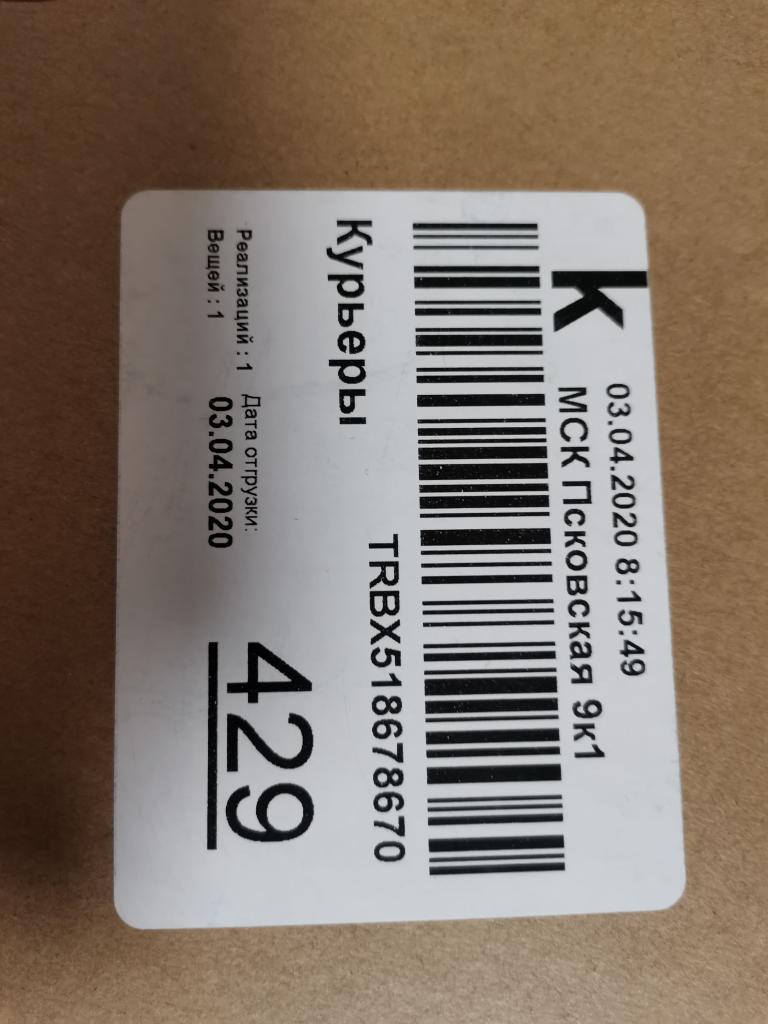 k
03.04.2020 8:15:49
МСК Псковская 9к1
TRBX518678670
Курьеры
Реализаций : 1
Вещей : 1
Дата отгрузки:
03.04.2020
429